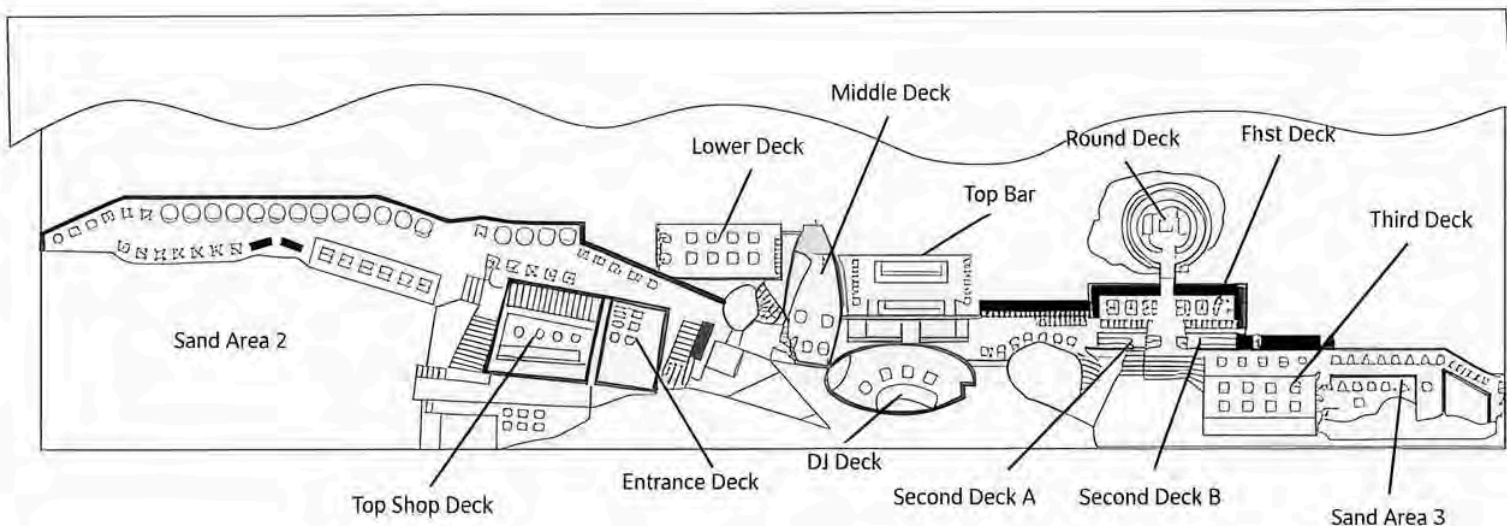 Middle Deck
Lower Deck
Round Deck
Fhst Deck
Top Bar
Third Deck
Sand Area 2
DJ Deck
Entrance Deck
Top Shop Deck
Second Deck A
Second Deck B
Sand Area 3